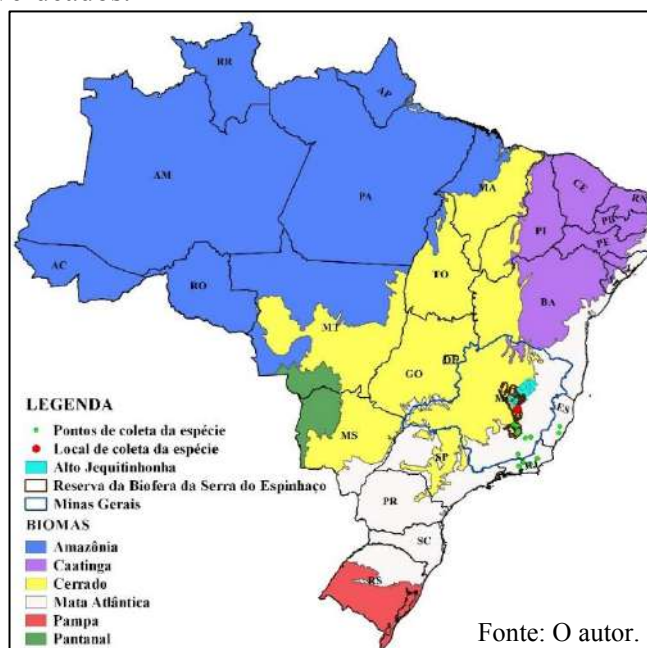 RR
AP
AM
PA
MA
CE
RN
PB
PE
PI
AC
RO
TO
BA
MT
GO
DF
MS
ES
SP
RJ
PR
SC
RS
LEGENDA
Pontos de coleta da espécie
Local de coleta da espécie
Alto Jequitinhonha
Reserva da Biofera da Serra do Espinhaço
Minas Gerais
BIOMAS
Amazônia
Caatinga
Cerrado
Mata Atlântica
Pampa
Pantanal
Fonte: O autor.